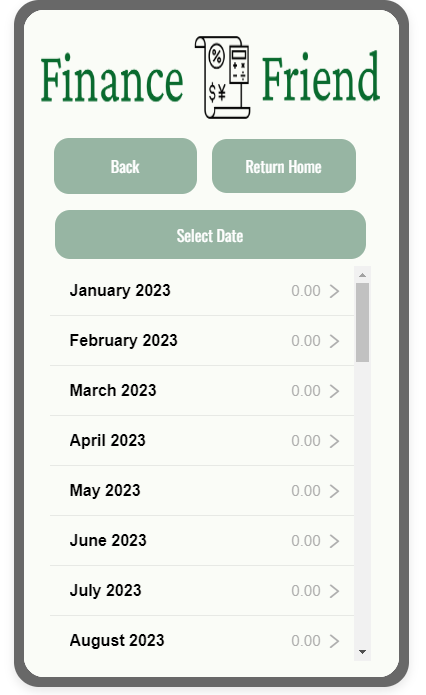 Finance % $¥ Friend
Back Return Home
Select Date
January 2023 0.00
February 2023 0.00
March 2023 0.00
April 2023 0.00
May 2023 0.00
June 2023 0.00
July 2023 0.00
August 2023 0.00